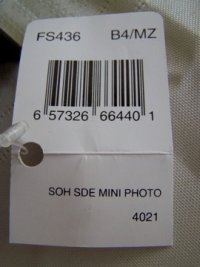 FS436 B4/MZ
6 57326 66440 1
SOH SDE MINI PHOTO
4021